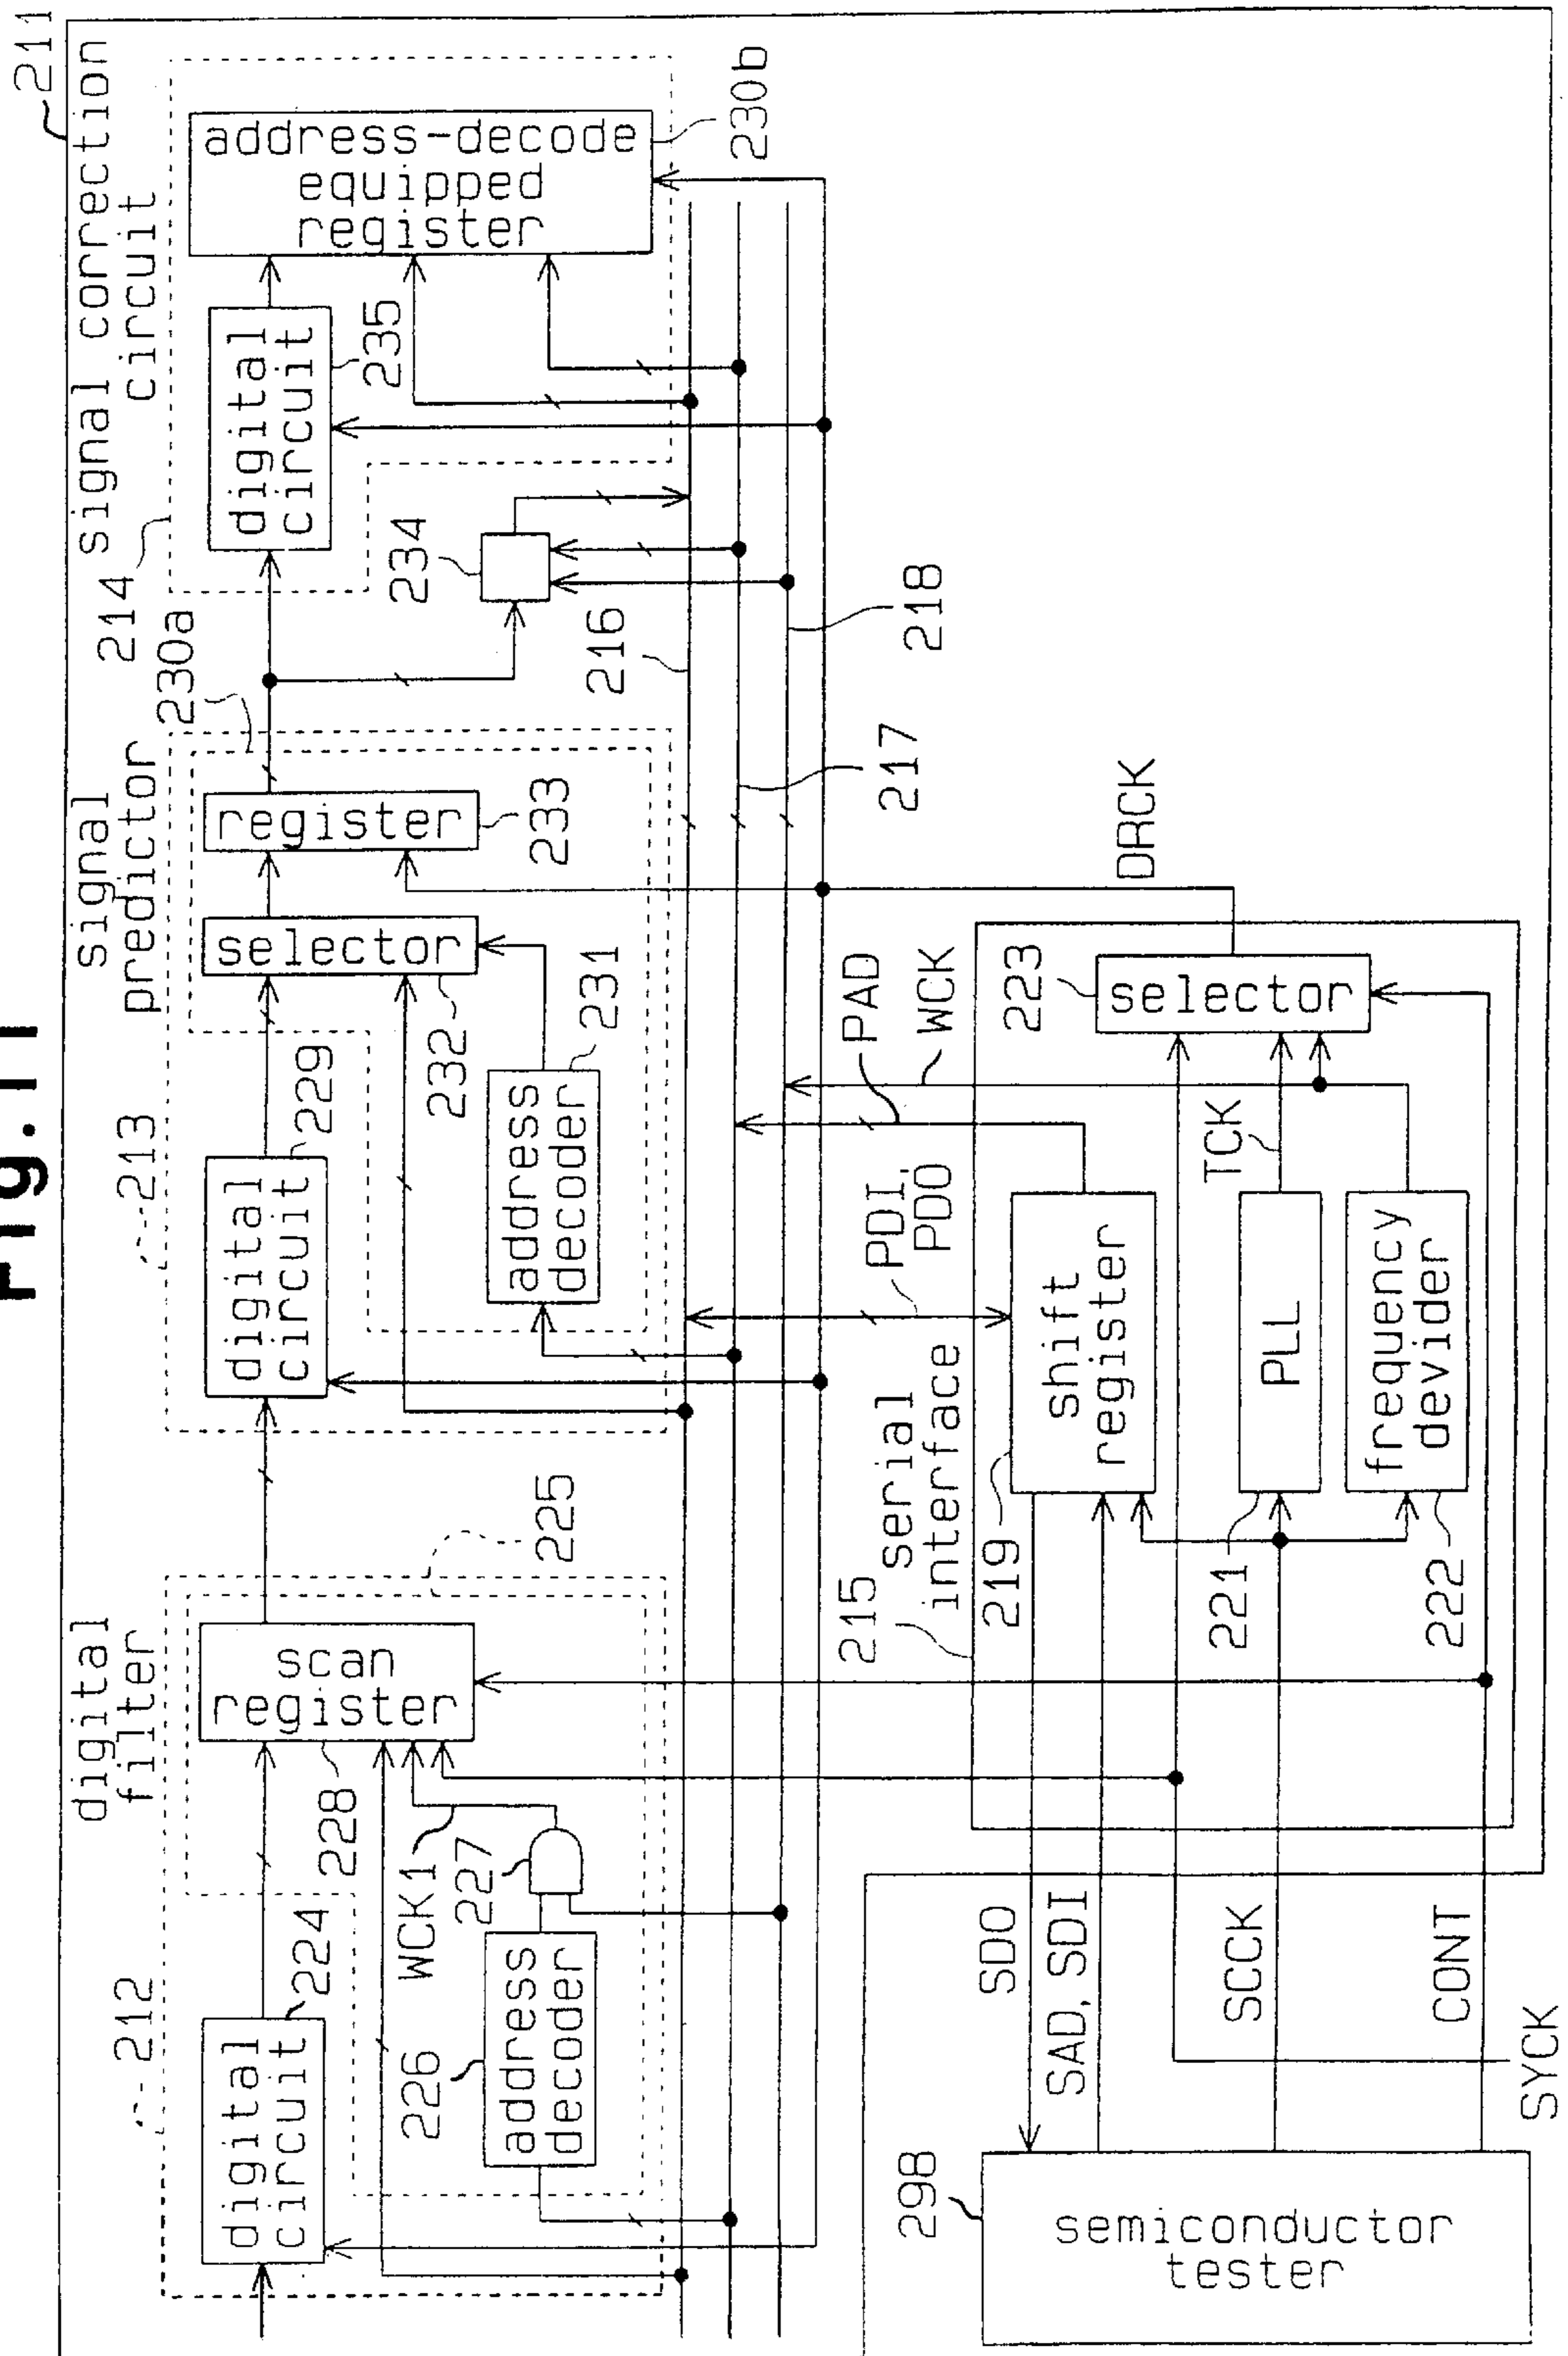 Fig.11
211
digital
filter
212
digital
circuit
224
226
address
decoder
WCK1
227
228
scan
register
225
signal
predictor
213
digital
circuit
229
address
decoder
231
232
selector
register
233
230a
signal correction
circuit
214
234
digital
circuit
235
address-decode
equipped
register
230b
216
217
218
215
serial
interface
219
shift
register
PDI,
PDO
PAD
WCK
TCK
221
PLL
222
frequency
devider
223
selector
DRCK
SDO
SAD, SDI
SCCK
CONT
SYCK
298
semiconductor
tester